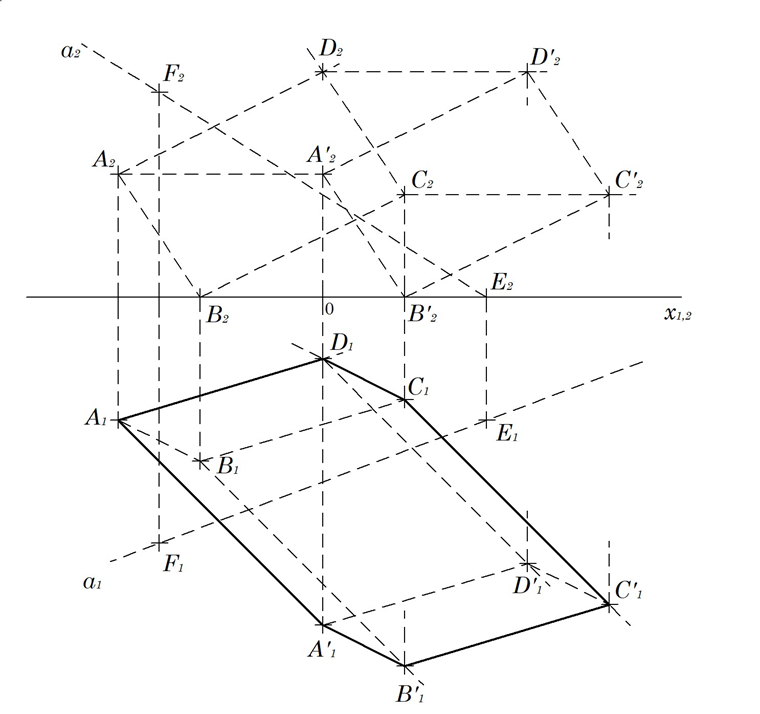 a₂
F₂
D₂
D'₂
A₂
A'₂
C₂
C'₂
E₂
B₂
0
B'₂
x₁,₂
D₁
A₁
C₁
B₁
E₁
F₁
a₁
D'₁
C'₁
A'₁
B'₁